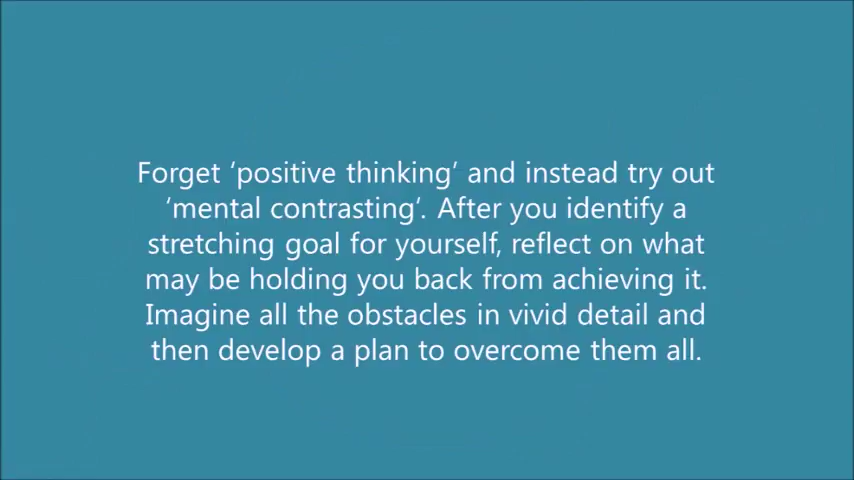 Forget ‘positive thinking’ and instead try out
‘mental contrasting’. After you identify a
stretching goal for yourself, reflect on what
may be holding you back from achieving it.
Imagine all the obstacles in vivid detail and
then develop a plan to overcome them all.